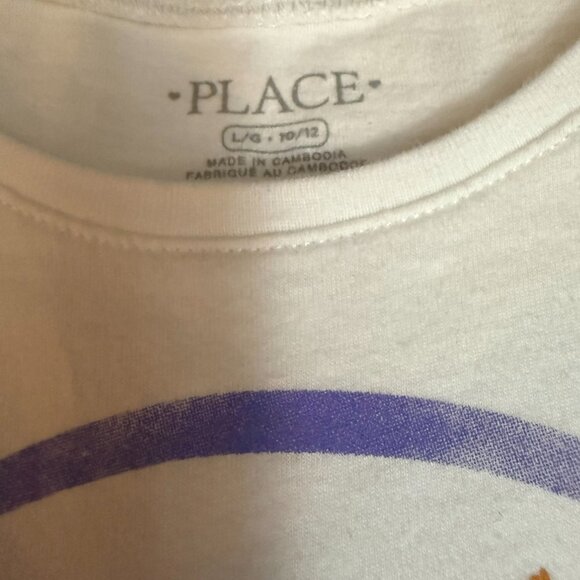 •PLACE•
L/G • 10/12
MADE IN CAMBODIA
FABRIQUÉ AU CAMBODGE